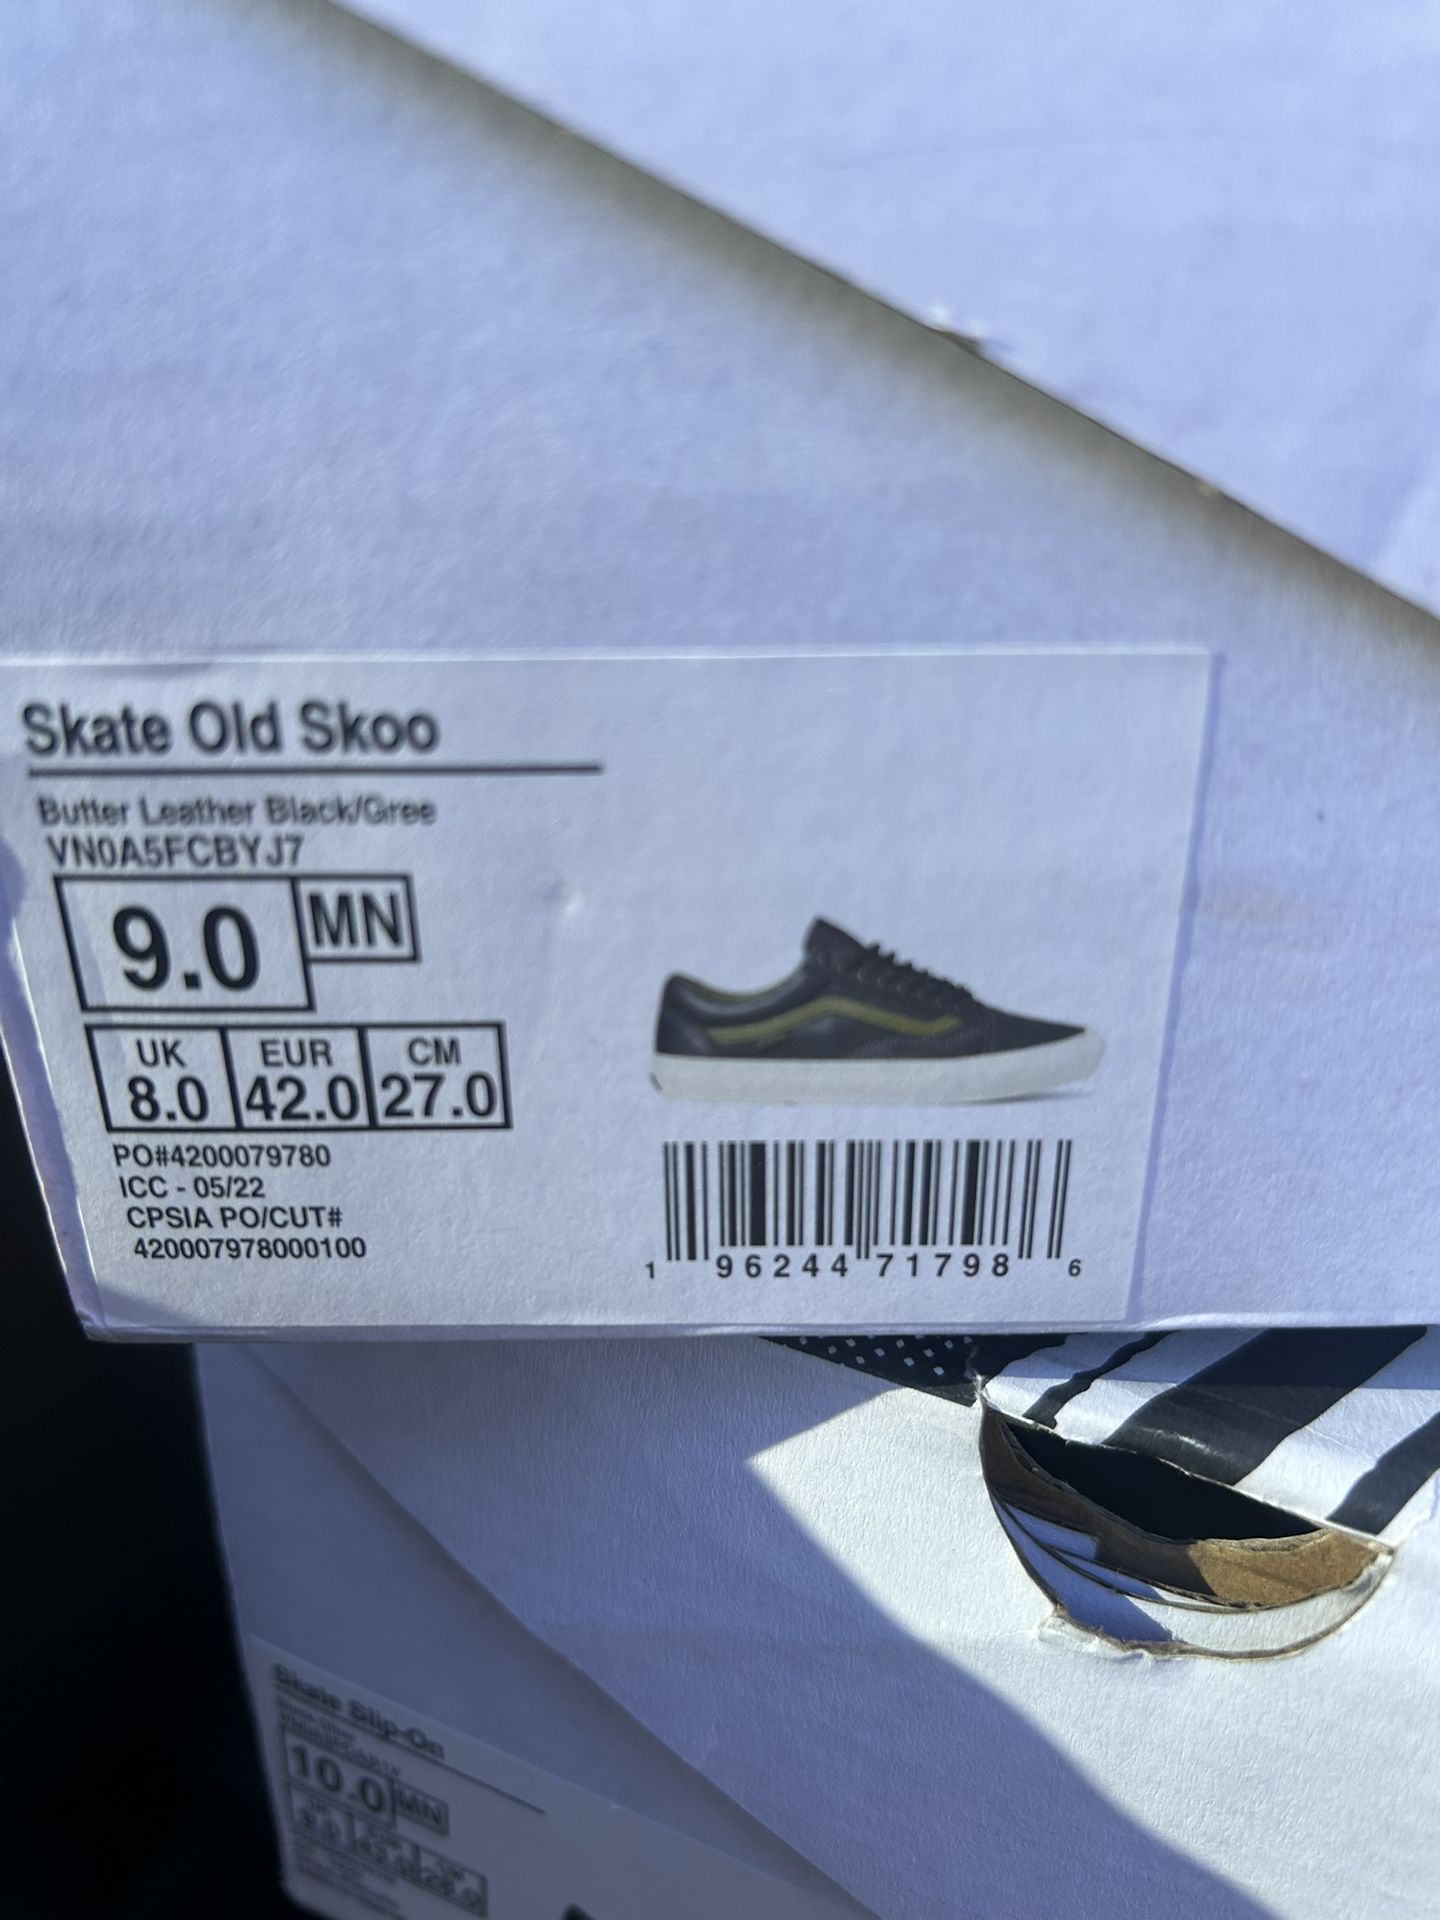 Skate Old Skoo
Butter Leather Black/Gree
VN0A5FCBYJ7
9.0 MN
UK EUR CM
8.0 42.0 27.0
PO#4200079780
ICC - 05/22
CPSIA PO/CUT#
420007978000100
1 96244 71798 6
Skate Slip-On
10.0 MN
9.0